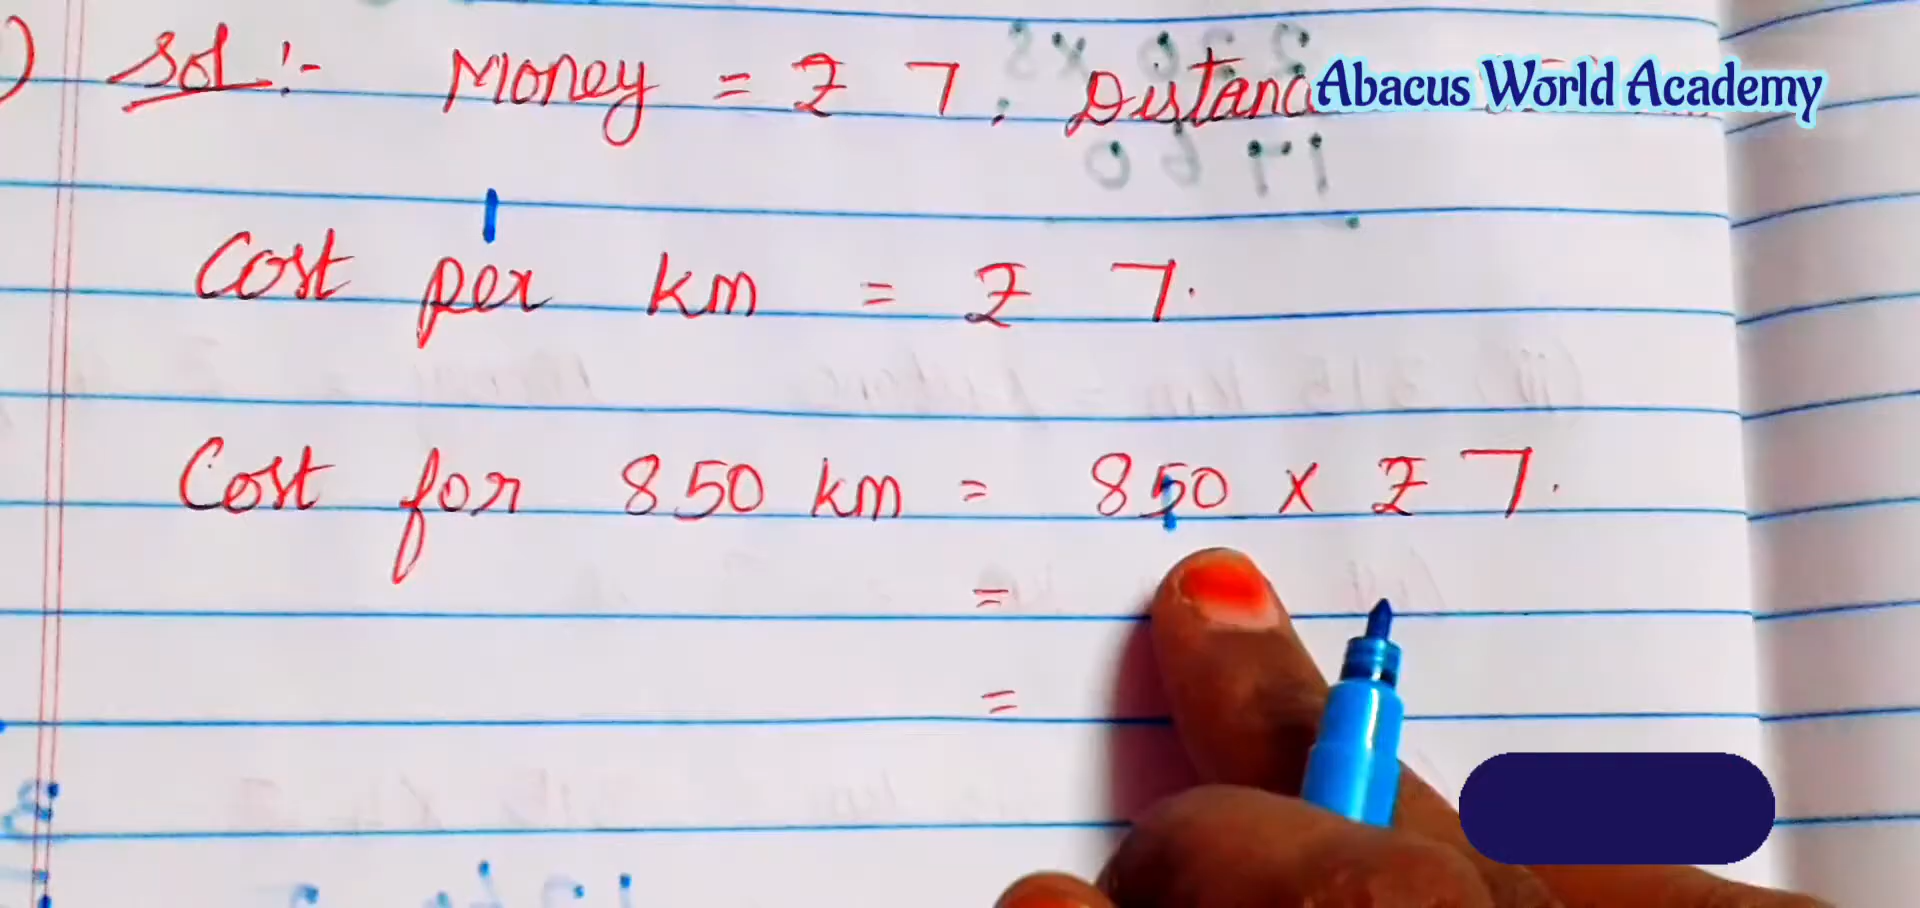 Sol :- Money = ₹ 7. Distanc
Abacus World Academy
Cost per km = ₹ 7.
Cost for 850 km = 850 x ₹ 7.
=
=